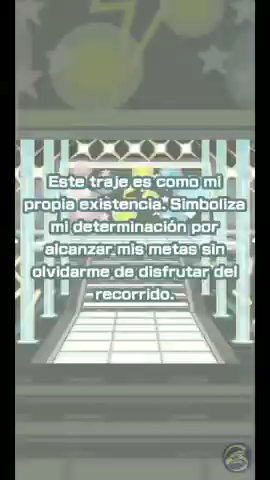 Este traje es como mi
propia existencia. Simboliza
mi determinación por
alcanzar mis metas sin
olvidarme de disfrutar del
recorrido.